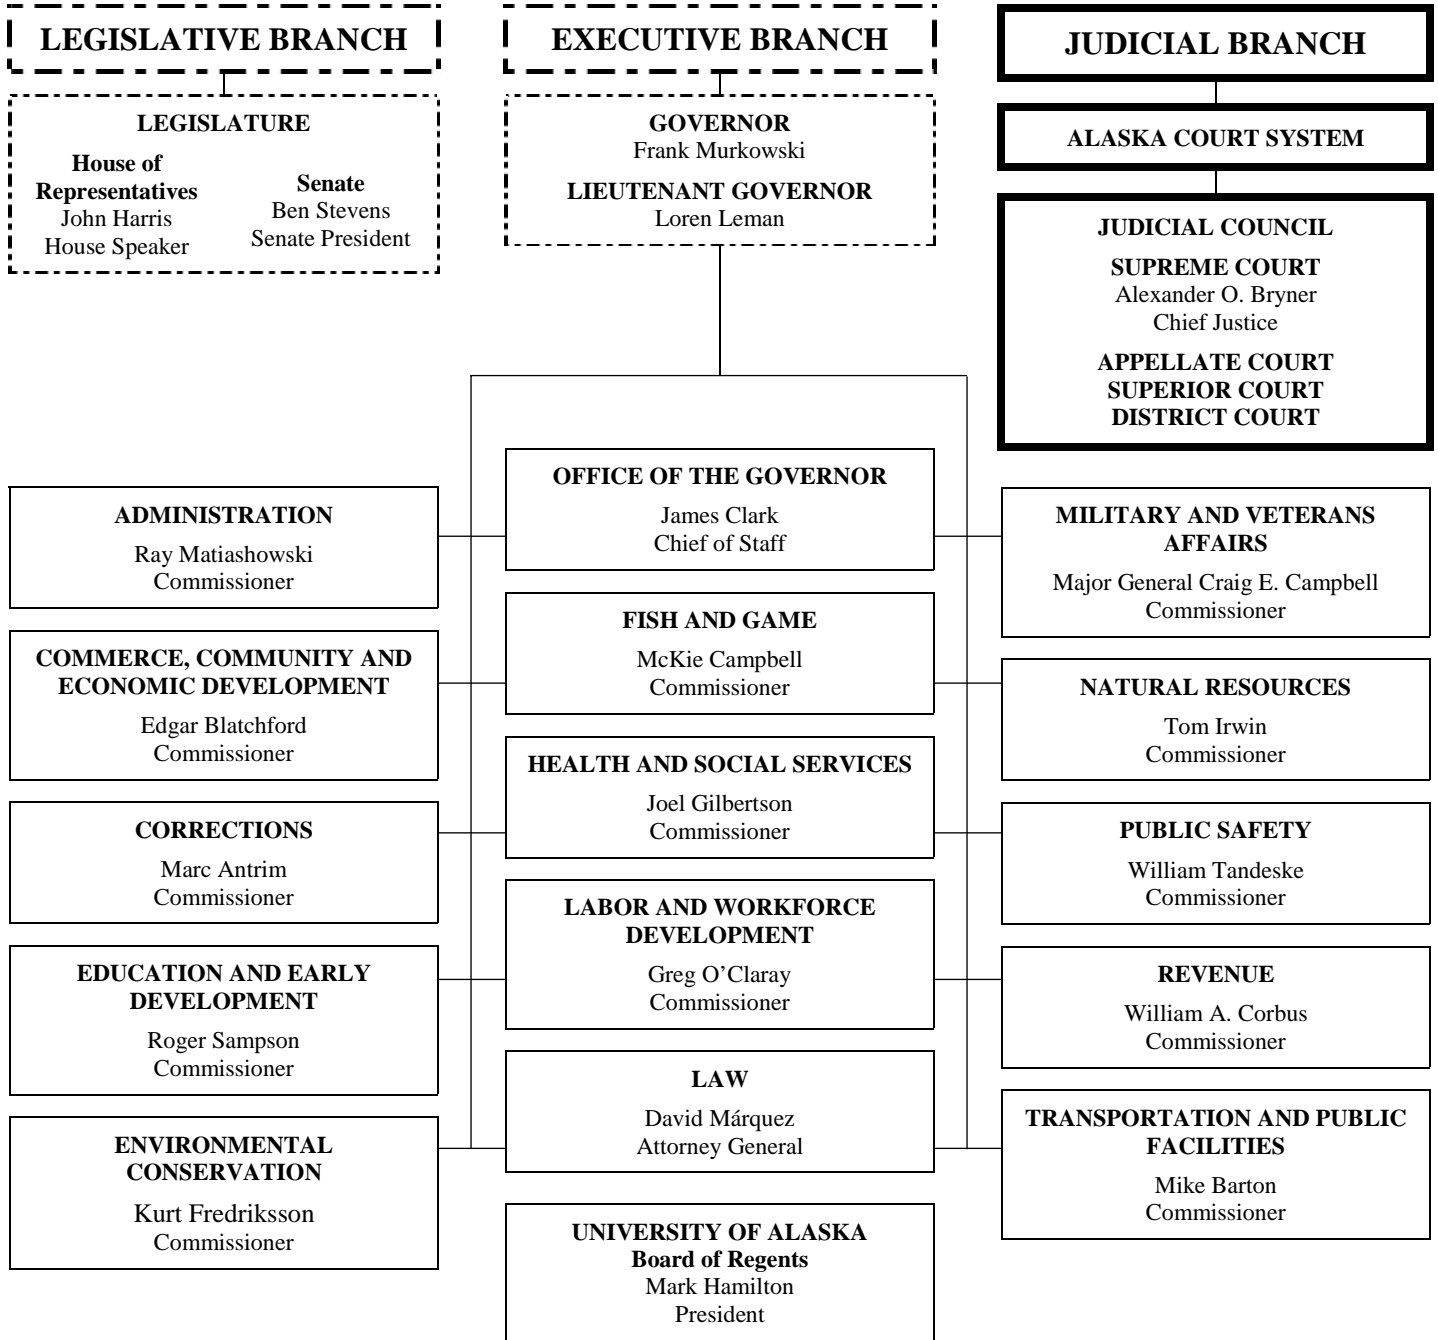 LEGISLATIVE BRANCH
LEGISLATURE
House of
Representatives
John Harris
House Speaker
Senate
Ben Stevens
Senate President
EXECUTIVE BRANCH
GOVERNOR
Frank Murkowski
LIEUTENANT GOVERNOR
Loren Leman
JUDICIAL BRANCH
ALASKA COURT SYSTEM
JUDICIAL COUNCIL
SUPREME COURT
Alexander O. Bryner
Chief Justice
APPELLATE COURT
SUPERIOR COURT
DISTRICT COURT
ADMINISTRATION
Ray Matiashowski
Commissioner
COMMERCE, COMMUNITY AND
ECONOMIC DEVELOPMENT
Edgar Blatchford
Commissioner
CORRECTIONS
Marc Antrim
Commissioner
EDUCATION AND EARLY
DEVELOPMENT
Roger Sampson
Commissioner
ENVIRONMENTAL
CONSERVATION
Kurt Fredriksson
Commissioner
OFFICE OF THE GOVERNOR
James Clark
Chief of Staff
FISH AND GAME
McKie Campbell
Commissioner
HEALTH AND SOCIAL SERVICES
Joel Gilbertson
Commissioner
LABOR AND WORKFORCE
DEVELOPMENT
Greg O’Claray
Commissioner
LAW
David Márquez
Attorney General
UNIVERSITY OF ALASKA
Board of Regents
Mark Hamilton
President
MILITARY AND VETERANS
AFFAIRS
Major General Craig E. Campbell
Commissioner
NATURAL RESOURCES
Tom Irwin
Commissioner
PUBLIC SAFETY
William Tandeske
Commissioner
REVENUE
William A. Corbus
Commissioner
TRANSPORTATION AND PUBLIC
FACILITIES
Mike Barton
Commissioner